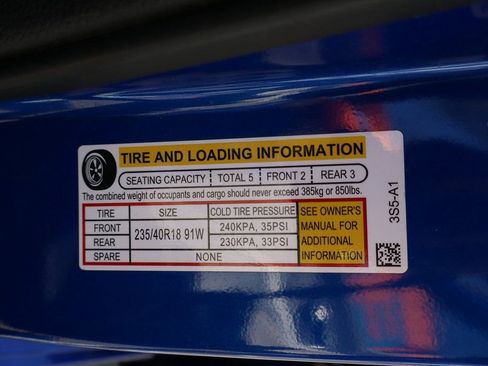 TIRE AND LOADING INFORMATION
SEATING CAPACITY TOTAL 5 FRONT 2 REAR 3
The combined weight of occupants and cargo should never exceed 385kg or 850lbs.
TIRE SIZE COLD TIRE PRESSURE
FRONT 235/40R18 91W 240KPA, 35PSI
REAR 230KPA, 33PSI
SPARE NONE
SEE OWNER'S
MANUAL FOR
ADDITIONAL
INFORMATION
3S5-A1